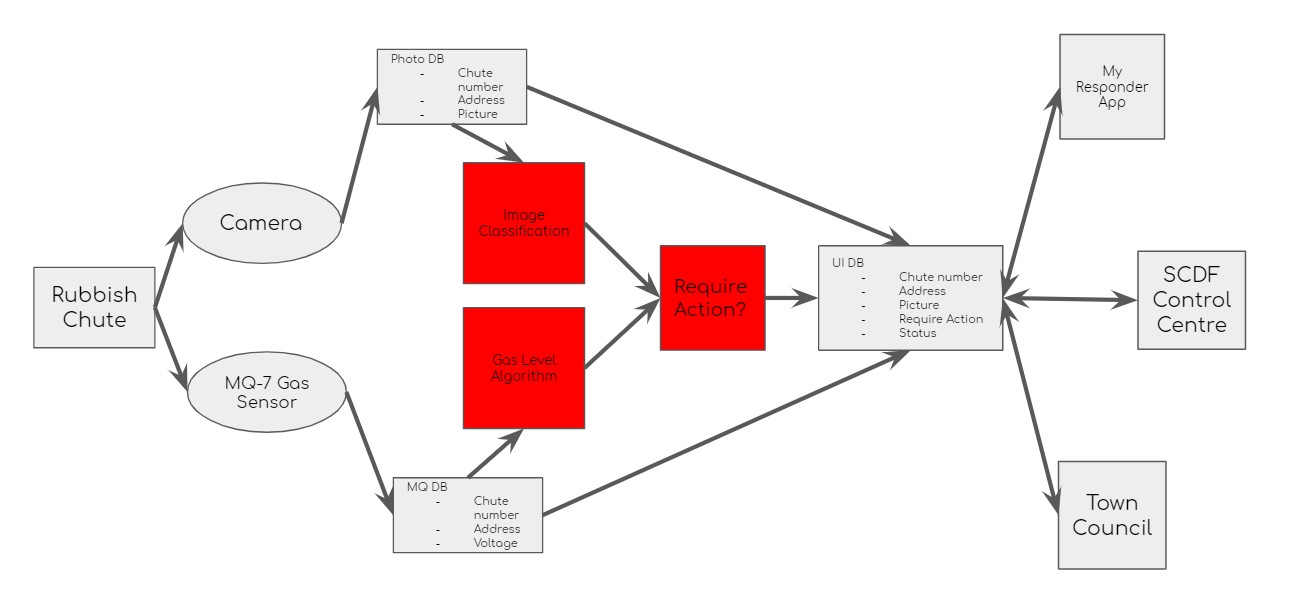 Photo DB
- Chute
number
- Address
- Picture
My
Responder
App
Camera
Image
Classification
Rubbish
Chute
Require
Action?
UI DB
- Chute number
- Address
- Picture
- Require Action
- Status
SCDF
Control
Centre
MQ-7 Gas
Sensor
Gas Level
Algorithm
MQ DB
- Chute
number
- Address
- Voltage
Town
Council